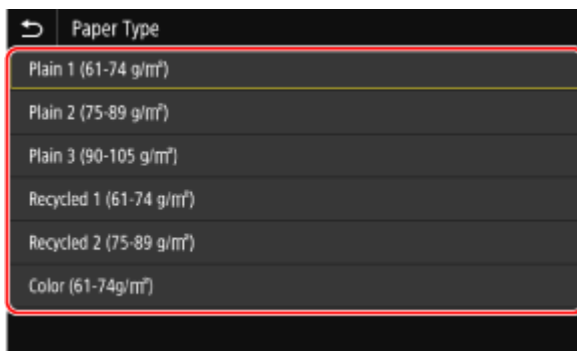 Paper Type
Plain 1 (61-74 g/m²)
Plain 2 (75-89 g/m²)
Plain 3 (90-105 g/m²)
Recycled 1 (61-74 g/m²)
Recycled 2 (75-89 g/m²)
Color (61-74g/m²)